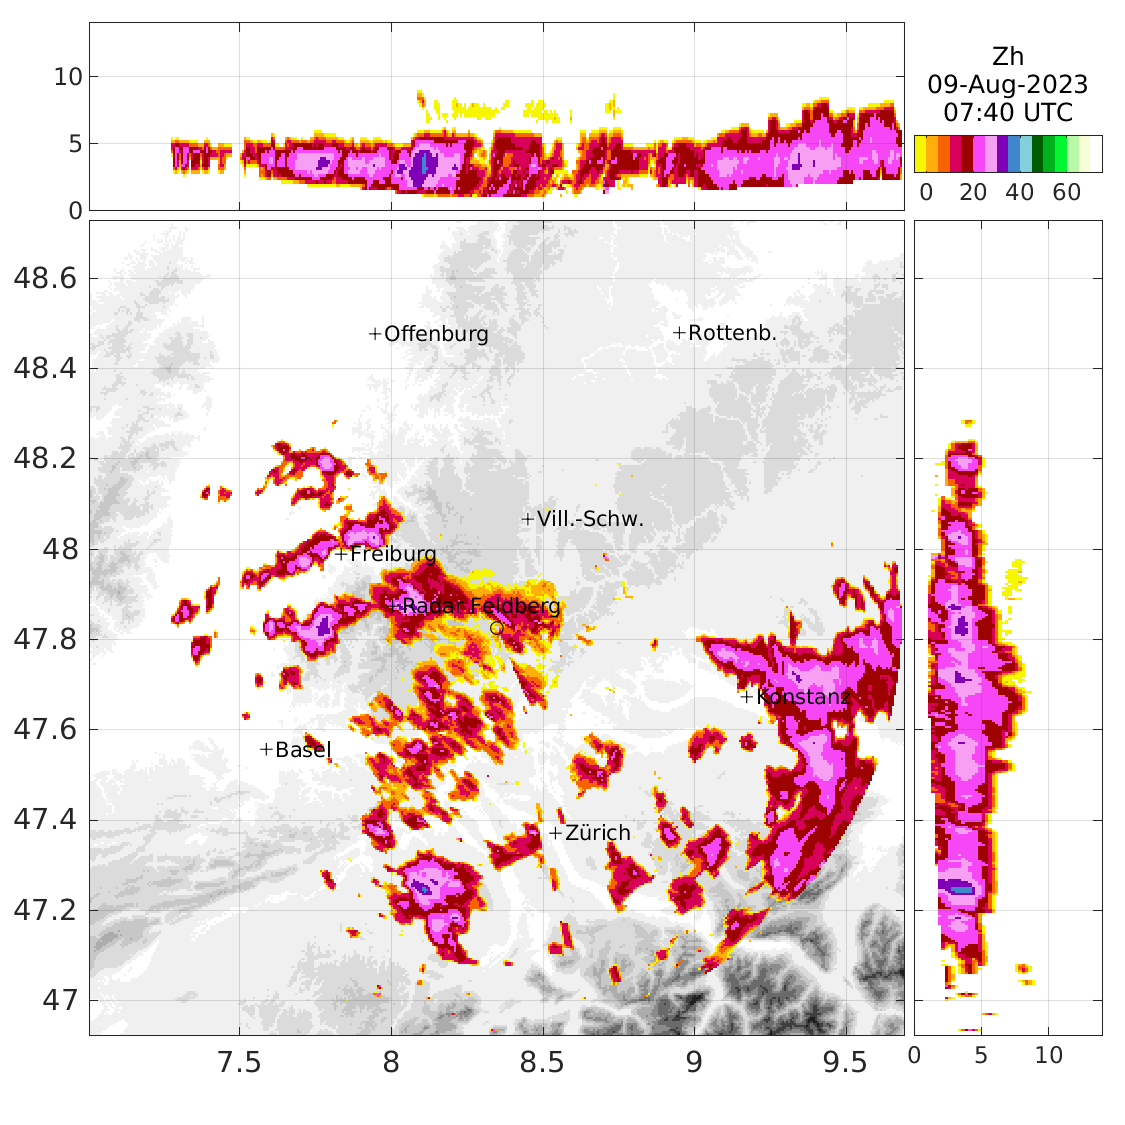 10
5
0
Zh
09-Aug-2023
07:40 UTC
0 20 40 60
48.6
48.4
48.2
48
47.8
47.6
47.4
47.2
47
+Offenburg
+Rottenb.
+Vill.-Schw.
+Freiburg
+Radar Feldberg
+Konstanz
+Basel
+Zürich
7.5 8 8.5 9 9.5
0 5 10